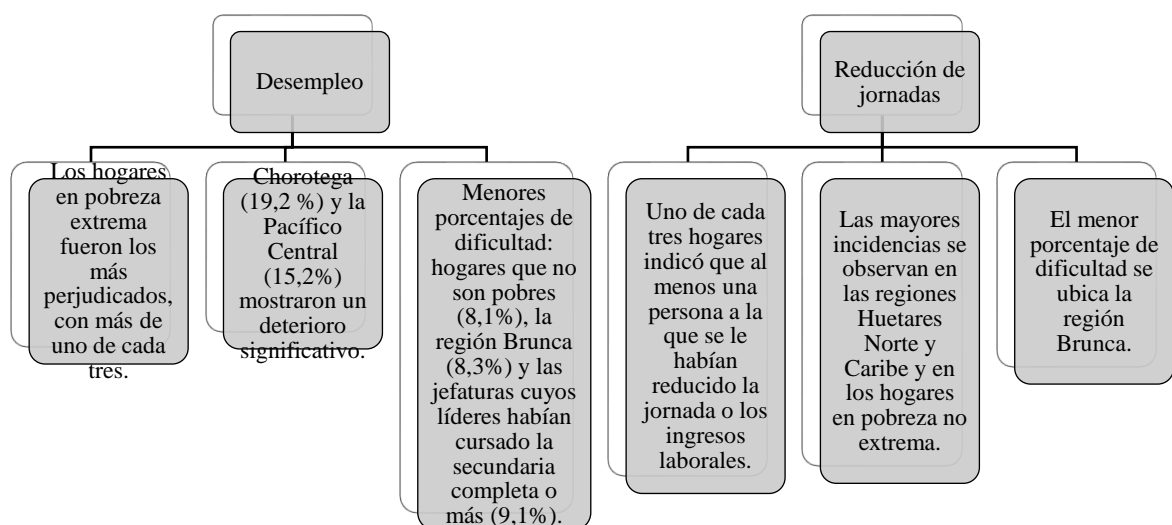 Desempleo
Los hogares
en pobreza
extrema
fueron los
más
perjudicados,
con más de
uno de cada
tres.
Chorotega
(19,2 %) y la
Pacífico
Central
(15,2%)
mostraron un
deterioro
significativo.
Menores
porcentajes de
dificultad:
hogares que no
son pobres
(8,1%), la
región Brunca
(8,3%) y las
jefaturas cuyos
líderes habían
cursado la
secundaria
completa o
más (9,1%).
Reducción de
jornadas
Uno de cada
tres hogares
indicó que al
menos una
persona a la
que se le
habían
reducido la
jornada o los
ingresos
laborales.
Las mayores
incidencias se
observan en
las regiones
Huetares
Norte y
Caribe y en
los hogares
en pobreza no
extrema.
El menor
porcentaje de
dificultad se
ubica la
región
Brunca.